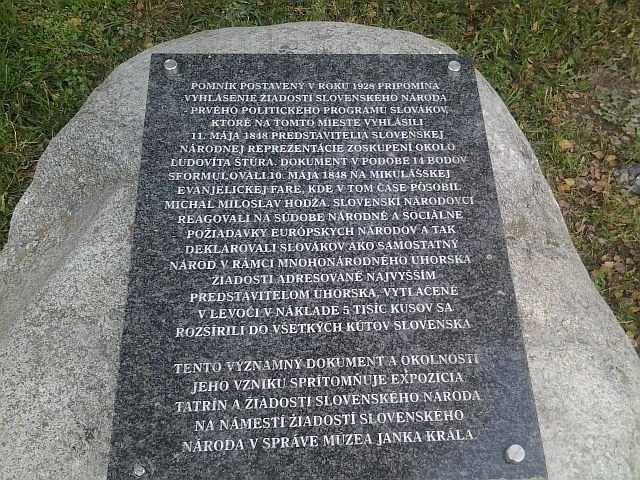 POMNÍK POSTAVENÝ V ROKU 1928 PRIPOMÍNA
VYHLÁSENIE ŽIADOSTÍ SLOVENSKÉHO NÁRODA
PRVÉHO POLITICKÉHO PROGRAMU SLOVÁKOV,
KTORÉ NA TOMTO MIESTE VYHLÁSILI
11. MÁJA 1848 PREDSTAVITELIA SLOVENSKEJ
NÁRODNEJ REPREZENTÁCIE ZOSKUPENÍ OKOLO
ĽUDOVÍTA ŠTÚRA. DOKUMENT V PODOBE 14 BODOV
SFORMULOVALI 10. MÁJA 1848 NA MIKULÁŠSKEJ
EVANJELICKEJ FARE, KDE V TOM ČASE PÔSOBIL
MICHAL MILOSLAV HODŽA. SLOVENSKÍ NÁRODOVCI
REAGOVALI NA SÚDOBÉ NÁRODNÉ A SOCIÁLNE
POŽIADAVKY EURÓPSKYCH NÁRODOV A TAK
DEKLAROVALI SLOVÁKOV AKO SAMOSTATNÝ
NÁROD V RÁMCI MNOHONÁRODNÉHO UHORSKA
ŽIADOSTI ADRESOVANÉ NAJVYŠŠÍM
PREDSTAVITEĽOM UHORSKA, VYTLAČENÉ
V LEVOČI V NÁKLADE 5 TISÍC KUSOV SA
ROZŠÍRILI DO VŠETKÝCH KÚTOV SLOVENSKA
TENTO VÝZNAMNÝ DOKUMENT A OKOLNOSTI
JEHO VZNIKU SPRÍTOMŇUJE EXPOZÍCIA
TATRÍN A ŽIADOSTI SLOVENSKÉHO NÁRODA
NA NÁMESTÍ ŽIADOSTÍ SLOVENSKÉHO
NÁRODA V SPRÁVE MÚZEA JANKA KRÁĽA